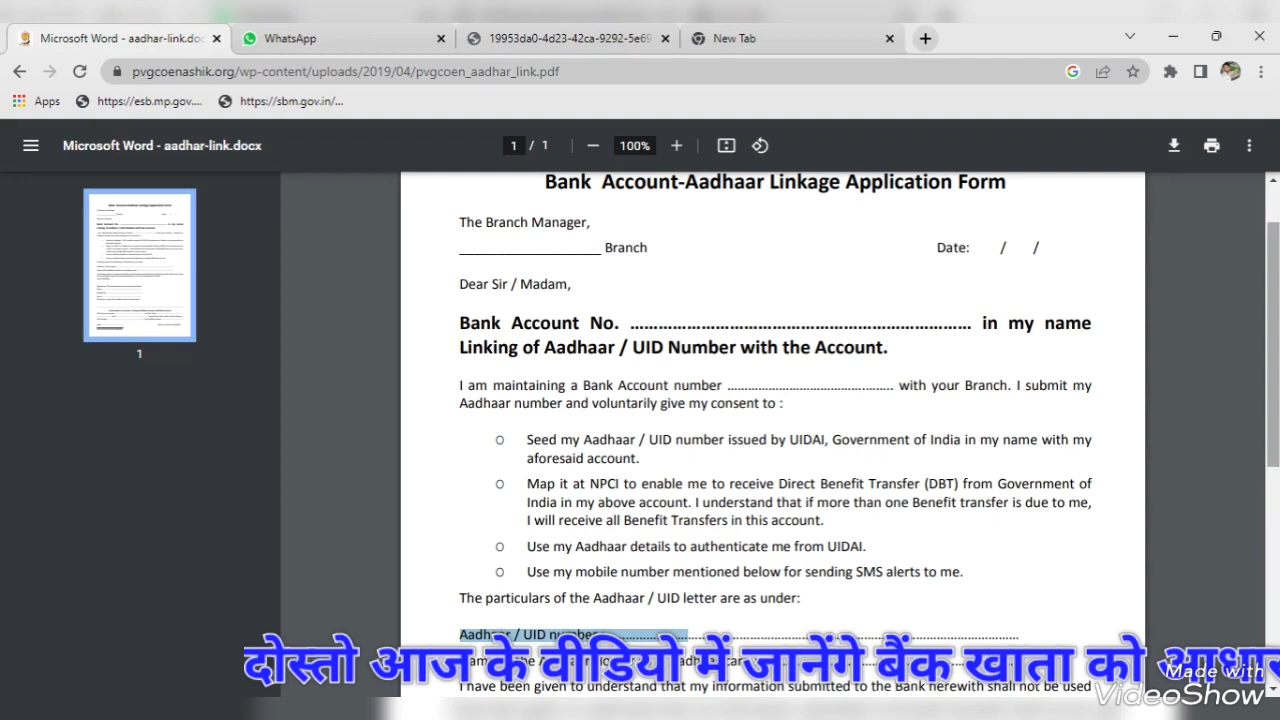 Microsoft Word - aadhar-link.doc
WhatsApp
19953da0-4d23-42ca-9292-5e69
New Tab
pvgcoenashik.org/wp-content/uploads/2019/04/pvgcoen_aadhar_link.pdf
Apps
https://esb.mp.gov....
https://sbm.gov.in/...
Microsoft Word - aadhar-link.docx
1 / 1
100%
1
Bank Account-Aadhaar Linkage Application Form
The Branch Manager,
____________________ Branch Date: / /
Dear Sir / Madam,
Bank Account No. ………………………………………………………………… in my name
Linking of Aadhaar / UID Number with the Account.
I am maintaining a Bank Account number …………………………………….……. with your Branch. I submit my
Aadhaar number and voluntarily give my consent to :
O Seed my Aadhaar / UID number issued by UIDAI, Government of India in my name with my
aforesaid account.
O Map it at NPCI to enable me to receive Direct Benefit Transfer (DBT) from Government of
India in my above account. I understand that if more than one Benefit transfer is due to me,
I will receive all Benefit Transfers in this account.
O Use my Aadhaar details to authenticate me from UIDAI.
O Use my mobile number mentioned below for sending SMS alerts to me.
The particulars of the Aadhaar / UID letter are as under:
Aadhaar / UID number ………………………………………………………………………………
दोस्तो आज के वीडियो में जानेंगे बैंक खाता को आधार
I have been given to understand that my information submitted to the Bank herewith shall not be used
Made with
VideoShow